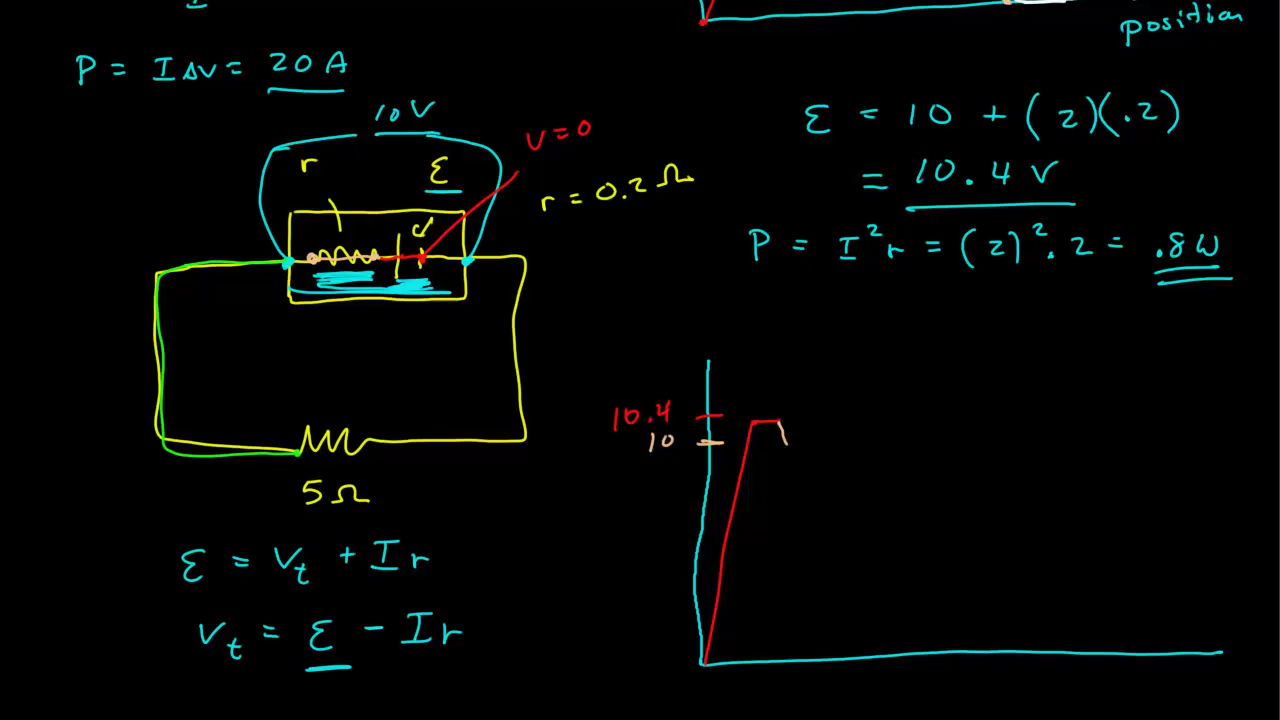 position
P = I ΔV = 20 A
10V
V = 0
r
ε
r = 0.2 Ω
ε = 10 + (2)(.2)
= 10.4 V
P = I²r = (2)².2 = .8W
10.4
10
5 Ω
ε = Vt + Ir
Vt = ε - Ir